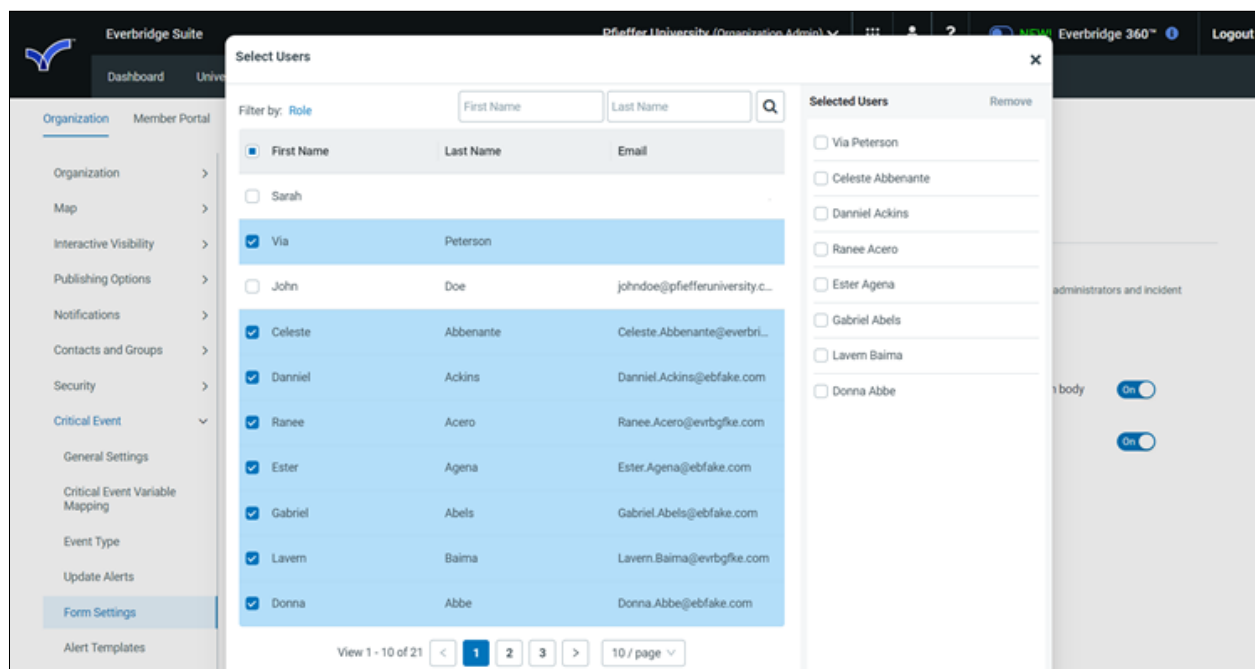 Everbridge Suite
Pfieffer University (Organization Admin)
?
NEW! Everbridge 360™
Logout
Dashboard
Unive
Organization
Member Portal
Organization
Map
Interactive Visibility
Publishing Options
Notifications
Contacts and Groups
Security
Critical Event
General Settings
Critical Event Variable
Mapping
Event Type
Update Alerts
Form Settings
Alert Templates
Select Users
Filter by: Role
First Name
Last Name
First Name Last Name Email
Sarah
Via Peterson
John Doe johndoe@pfiefferuniversity.c...
Celeste Abbenante Celeste.Abbenante@everbri...
Danniel Ackins Danniel.Ackins@ebfake.com
Ranee Acero Ranee.Acero@evrbgfke.com
Ester Agena Ester.Agena@ebfake.com
Gabriel Abels Gabriel.Abels@ebfake.com
Lavern Baima Lavern.Baima@evrbgfke.com
Donna Abbe Donna.Abbe@ebfake.com
View 1 - 10 of 21 < 1 2 3 > 10 / page
Selected Users Remove
Via Peterson
Celeste Abbenante
Danniel Ackins
Ranee Acero
Ester Agena
Gabriel Abels
Lavern Baima
Donna Abbe
administrators and incident
n body
On
On